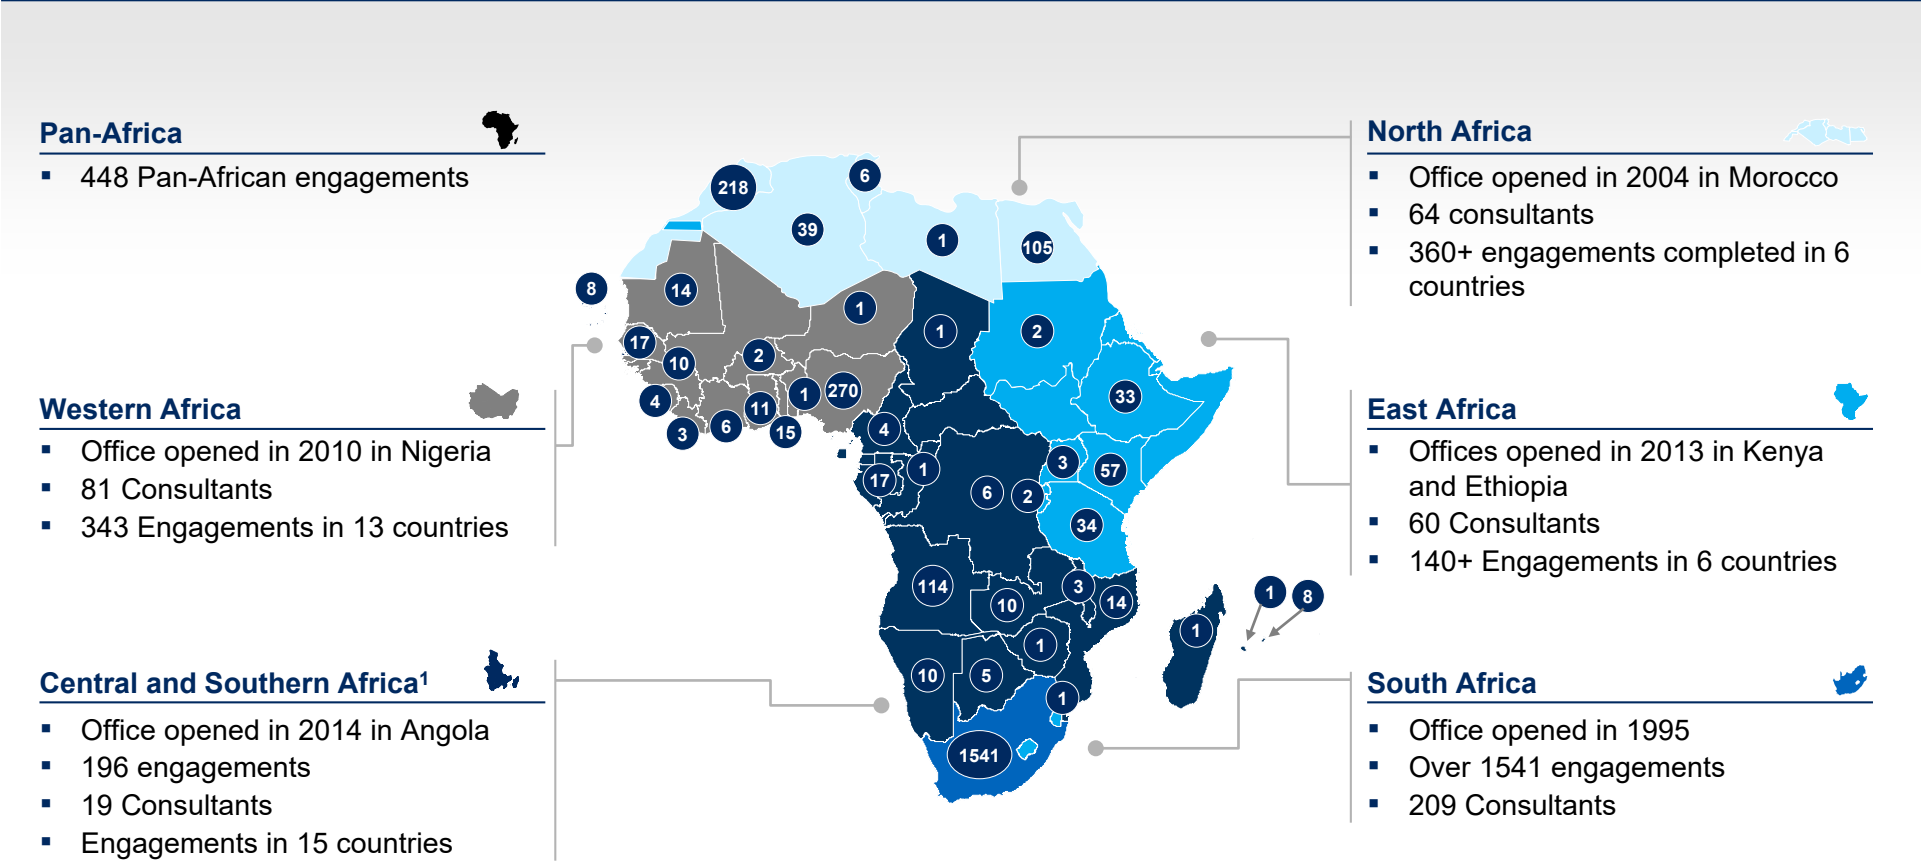 Pan-Africa
▪ 448 Pan-African engagements
Western Africa
▪ Office opened in 2010 in Nigeria
▪ 81 Consultants
▪ 343 Engagements in 13 countries
Central and Southern Africa¹
▪ Office opened in 2014 in Angola
▪ 196 engagements
▪ 19 Consultants
▪ Engagements in 15 countries
218
6
39
1
105
8
14
1
1
2
17
10
2
33
4
11
1
270
3
6
15
4
3
57
17
1
6
2
34
114
10
3
14
1
8
1
1
10
5
1
1541
North Africa
▪ Office opened in 2004 in Morocco
▪ 64 consultants
▪ 360+ engagements completed in 6
countries
East Africa
▪ Offices opened in 2013 in Kenya
and Ethiopia
▪ 60 Consultants
▪ 140+ Engagements in 6 countries
South Africa
▪ Office opened in 1995
▪ Over 1541 engagements
▪ 209 Consultants